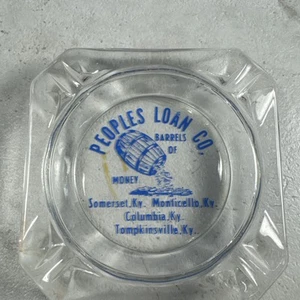 PEOPLES LOAN CO.
BARRELS
OF
MONEY
Somerset, Ky. Monticello, Ky.
Columbia, Ky.
Tompkinsville, Ky.